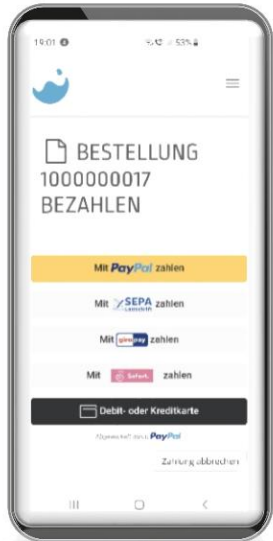 19:01
53%
BESTELLUNG
1000000017
BEZAHLEN
Mit PayPal zahlen
Mit SEPA Lastschrift zahlen
Mit giropay zahlen
Mit Sofort. zahlen
Debit- oder Kreditkarte
Abgewickelt durch PayPal
Zahlung abbrechen